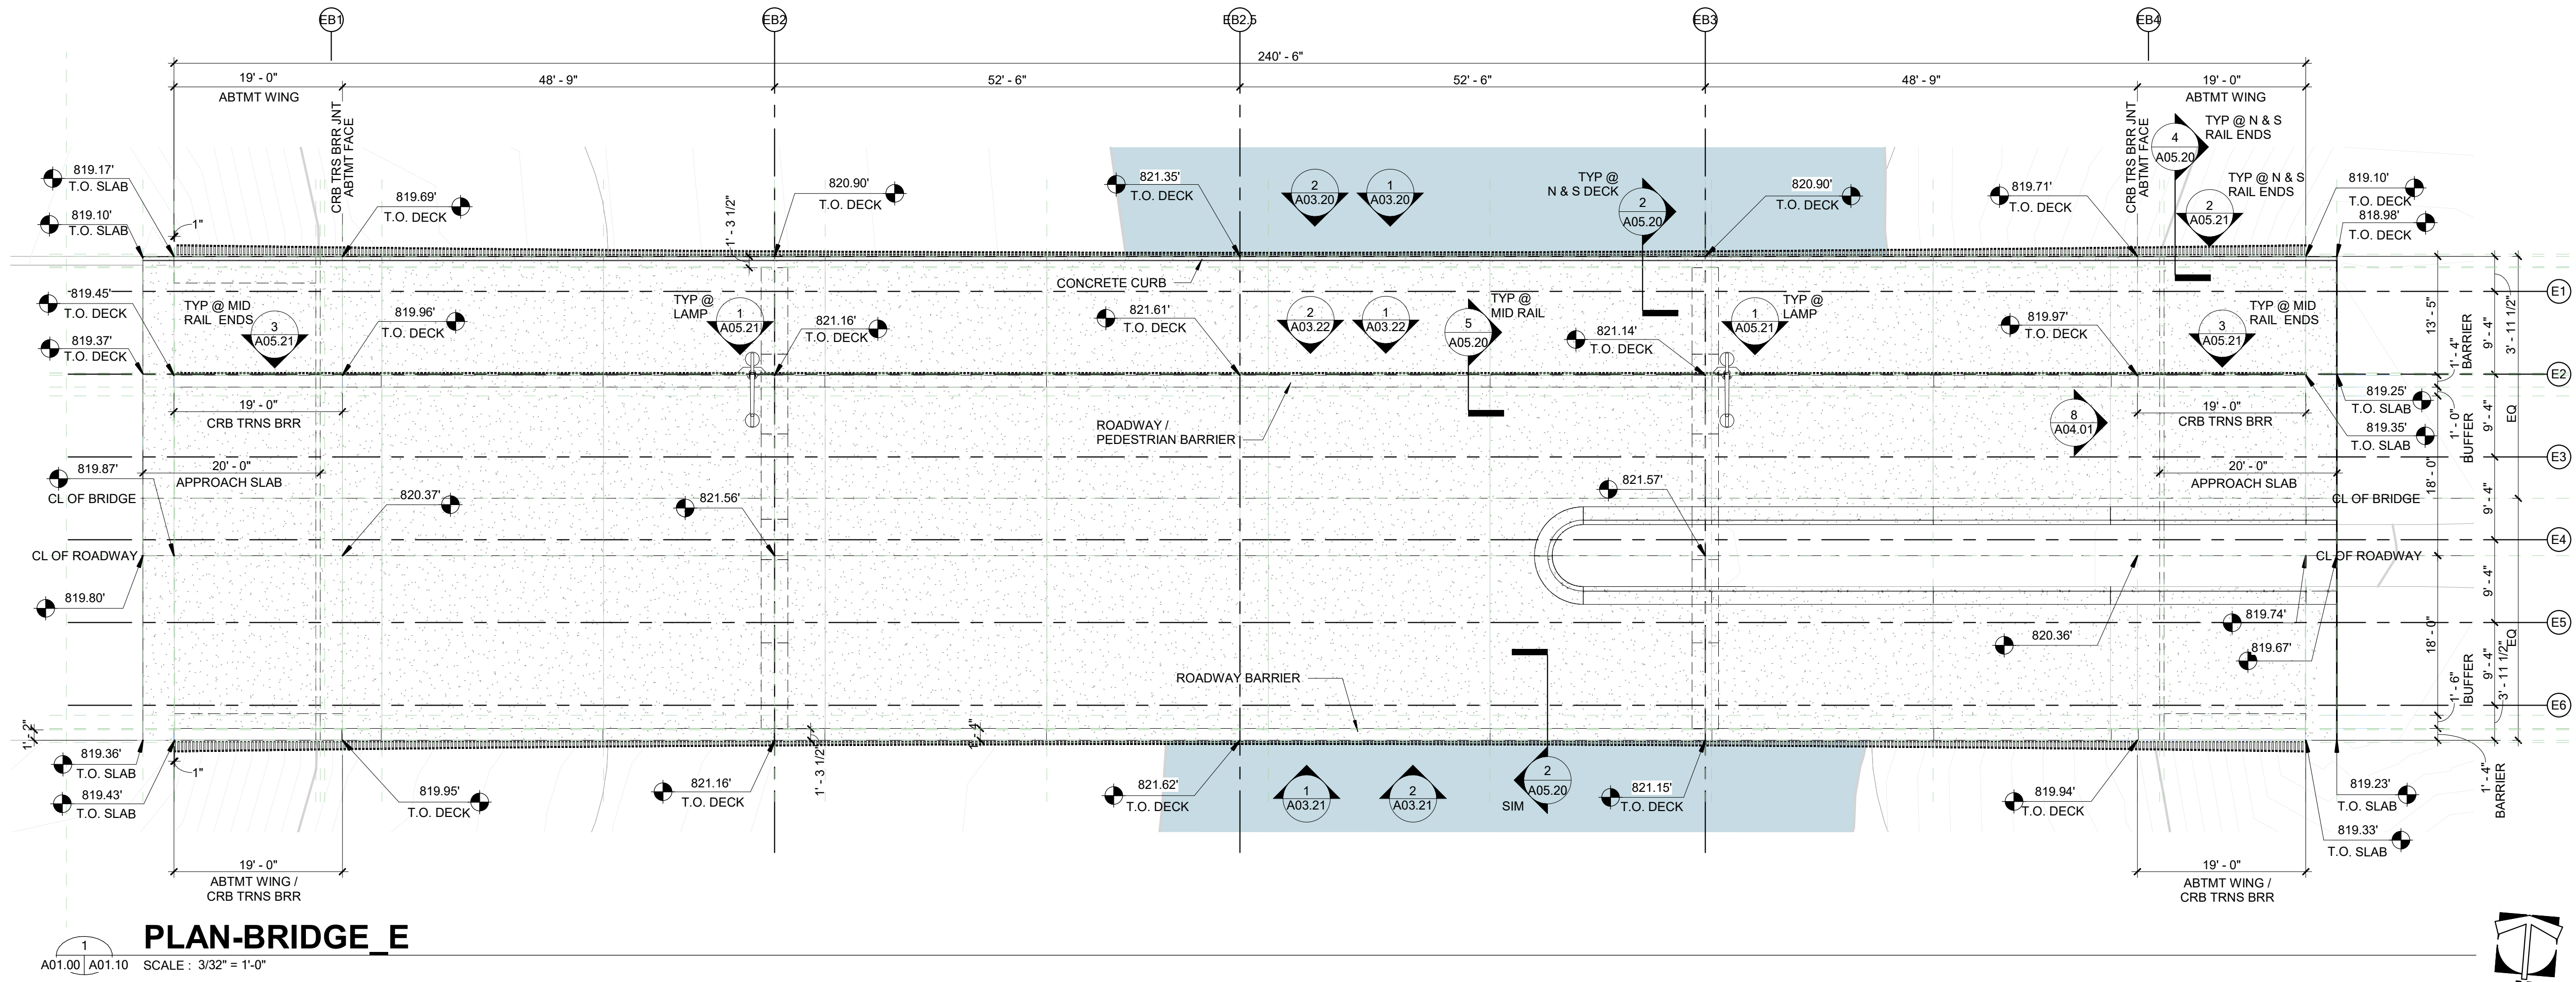 EB1
EB2
EB2.5
EB3
EB4
240' - 6"
19' - 0"
48' - 9"
52' - 6"
52' - 6"
48' - 9"
19' - 0"
ABTMT WING
ABTMT WING
CRB TRS BRR JNT
ABTMT FACE
CRB TRS BRR JNT
ABTMT FACE
4
A05.20
TYP @ N & S
RAIL ENDS
819.17'
T.O. SLAB
819.10'
T.O. SLAB
1"
819.69'
T.O. DECK
1' - 3 1/2"
820.90'
T.O. DECK
821.35'
T.O. DECK
2
A03.20
1
A03.20
TYP @
N & S DECK
2
A05.20
820.90'
T.O. DECK
819.71'
T.O. DECK
TYP @ N & S
RAIL ENDS
2
A05.21
819.10'
T.O. DECK
818.98'
T.O. DECK
CONCRETE CURB
E1
819.45'
T.O. DECK
819.37'
T.O. DECK
TYP @ MID
RAIL ENDS
3
A05.21
819.96'
T.O. DECK
TYP @
LAMP
1
A05.21
821.16'
T.O. DECK
821.61'
T.O. DECK
2
A03.22
1
A03.22
5
A05.20
TYP @
MID RAIL
821.14'
T.O. DECK
1
A05.21
TYP @
LAMP
819.97'
T.O. DECK
3
A05.21
TYP @ MID
RAIL ENDS
13' - 5"
1' - 4"
BARRIER
9' - 4"
3' - 11 1/2"
E2
19' - 0"
CRB TRNS BRR
ROADWAY /
PEDESTRIAN BARRIER
8
A04.01
19' - 0"
CRB TRNS BRR
819.25'
T.O. SLAB
819.35'
T.O. SLAB
1' - 0"
BUFFER
9' - 4"
EQ
E3
819.87'
CL OF BRIDGE
20' - 0"
APPROACH SLAB
820.37'
821.56'
821.57'
20' - 0"
APPROACH SLAB
CL OF BRIDGE
18' - 0"
9' - 4"
E4
CL OF ROADWAY
CL OF ROADWAY
819.80'
820.36'
819.74'
819.67'
9' - 4"
E5
18' - 0"
EQ
ROADWAY BARRIER
1' - 6"
BUFFER
9' - 4"
3' - 11 1/2"
E6
1' - 2"
819.36'
T.O. SLAB
819.43'
T.O. SLAB
1"
819.95'
T.O. DECK
821.16'
T.O. DECK
1' - 3 1/2"
821.62'
T.O. DECK
1
A03.21
2
A03.21
SIM
2
A05.20
821.15'
T.O. DECK
819.94'
T.O. DECK
819.23'
T.O. SLAB
819.33'
T.O. SLAB
1' - 4"
BARRIER
19' - 0"
ABTMT WING /
CRB TRNS BRR
19' - 0"
ABTMT WING /
CRB TRNS BRR
1
A01.00 A01.10
PLAN-BRIDGE_E
SCALE : 3/32" = 1'-0"